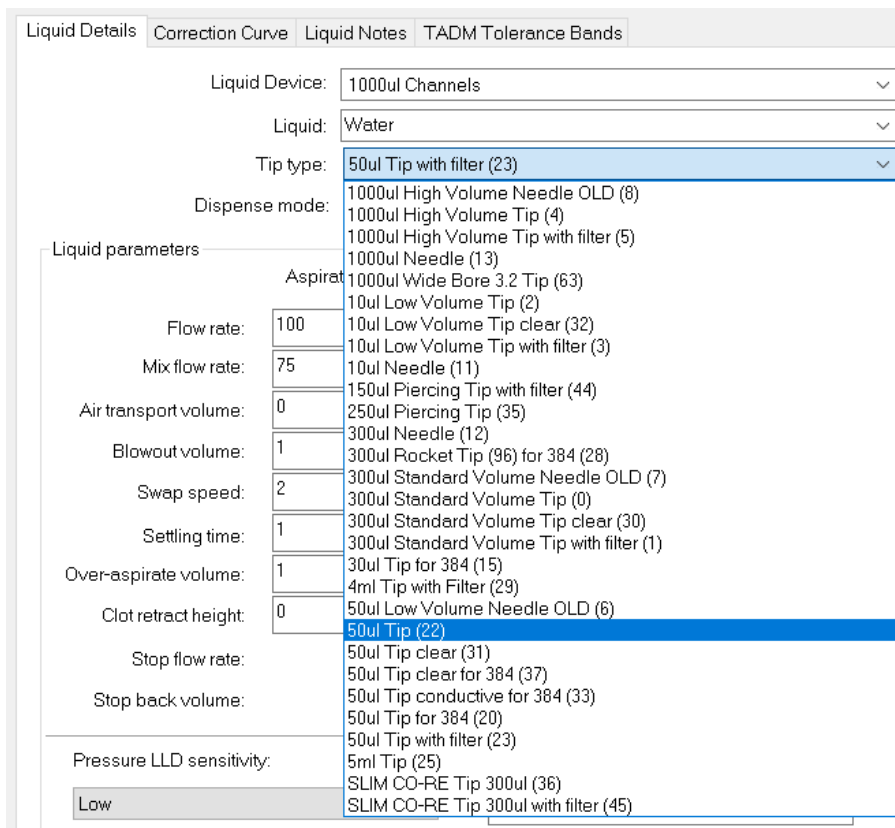 Liquid Details Correction Curve Liquid Notes TADM Tolerance Bands
Liquid Device: 1000ul Channels
Liquid: Water
Tip type: 50ul Tip with filter (23)
Dispense mode:
1000ul High Volume Needle OLD (8)
1000ul High Volume Tip (4)
1000ul High Volume Tip with filter (5)
1000ul Needle (13)
1000ul Wide Bore 3.2 Tip (63)
10ul Low Volume Tip (2)
10ul Low Volume Tip clear (32)
10ul Low Volume Tip with filter (3)
10ul Needle (11)
150ul Piercing Tip with filter (44)
250ul Piercing Tip (35)
300ul Needle (12)
300ul Rocket Tip (96) for 384 (28)
300ul Standard Volume Needle OLD (7)
300ul Standard Volume Tip (0)
300ul Standard Volume Tip clear (30)
300ul Standard Volume Tip with filter (1)
30ul Tip for 384 (15)
4ml Tip with Filter (29)
50ul Low Volume Needle OLD (6)
50ul Tip (22)
50ul Tip clear (31)
50ul Tip clear for 384 (37)
50ul Tip conductive for 384 (33)
50ul Tip for 384 (20)
50ul Tip with filter (23)
5ml Tip (25)
SLIM CO-RE Tip 300ul (36)
SLIM CO-RE Tip 300ul with filter (45)
Liquid parameters
Aspirat
Flow rate: 100
Mix flow rate: 75
Air transport volume: 0
Blowout volume: 1
Swap speed: 2
Settling time: 1
Over-aspirate volume: 1
Clot retract height: 0
Stop flow rate:
Stop back volume:
Pressure LLD sensitivity:
Low